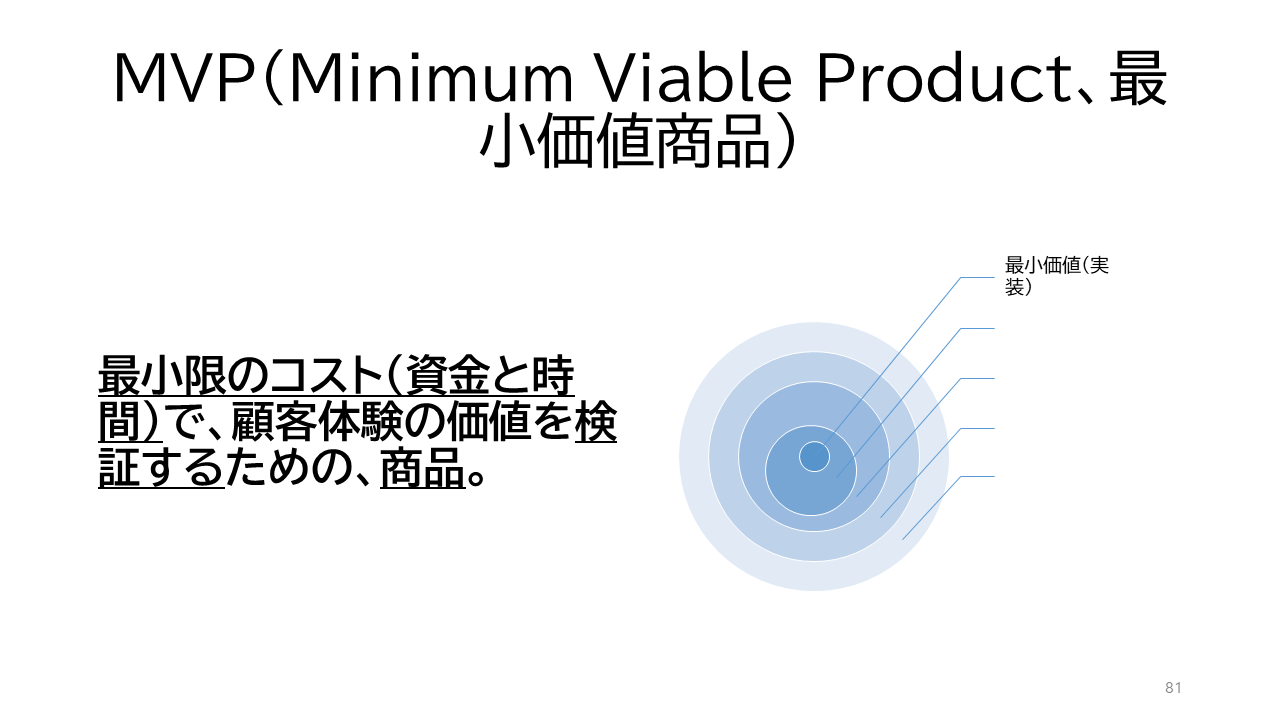 MVP(Minimum Viable Product、最
小価値商品)
最小価値(実
装)
最小限のコスト(資金と時
間)で、顧客体験の価値を検
証するための、商品。
81